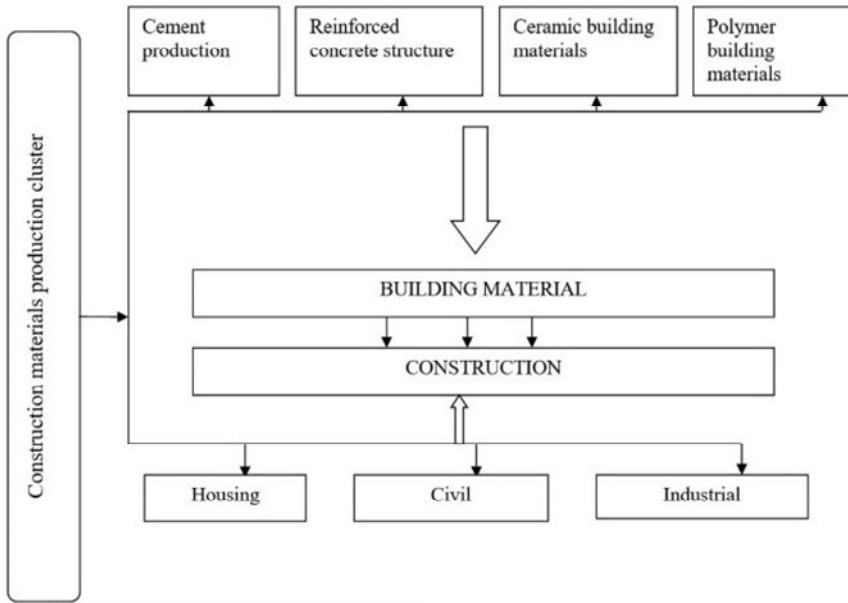 Construction materials production cluster
Cement
production
Reinforced
concrete structure
Ceramic building
materials
Polymer
building
materials
BUILDING MATERIAL
CONSTRUCTION
Housing
Civil
Industrial